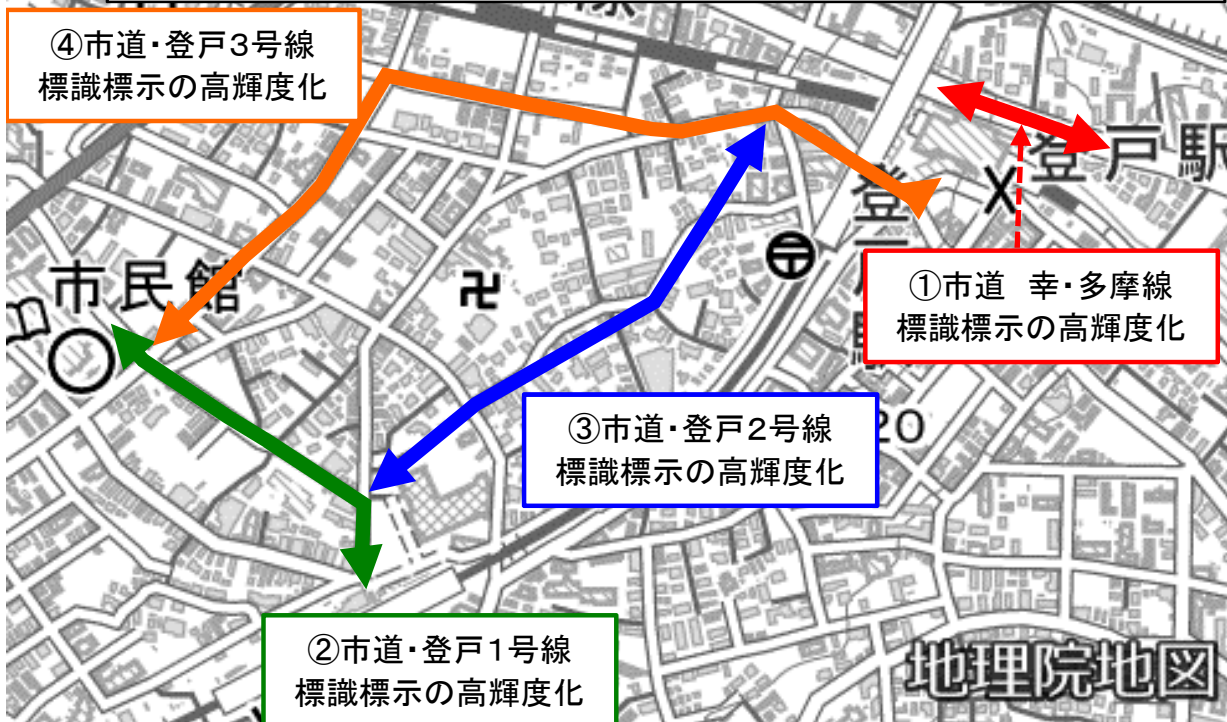 ④市道・登戸3号線
標識標示の高輝度化
登戸駅
①市道 幸・多摩線
標識標示の高輝度化
市民館
③市道・登戸2号線
標識標示の高輝度化
20
②市道・登戸1号線
標識標示の高輝度化
地理院地図